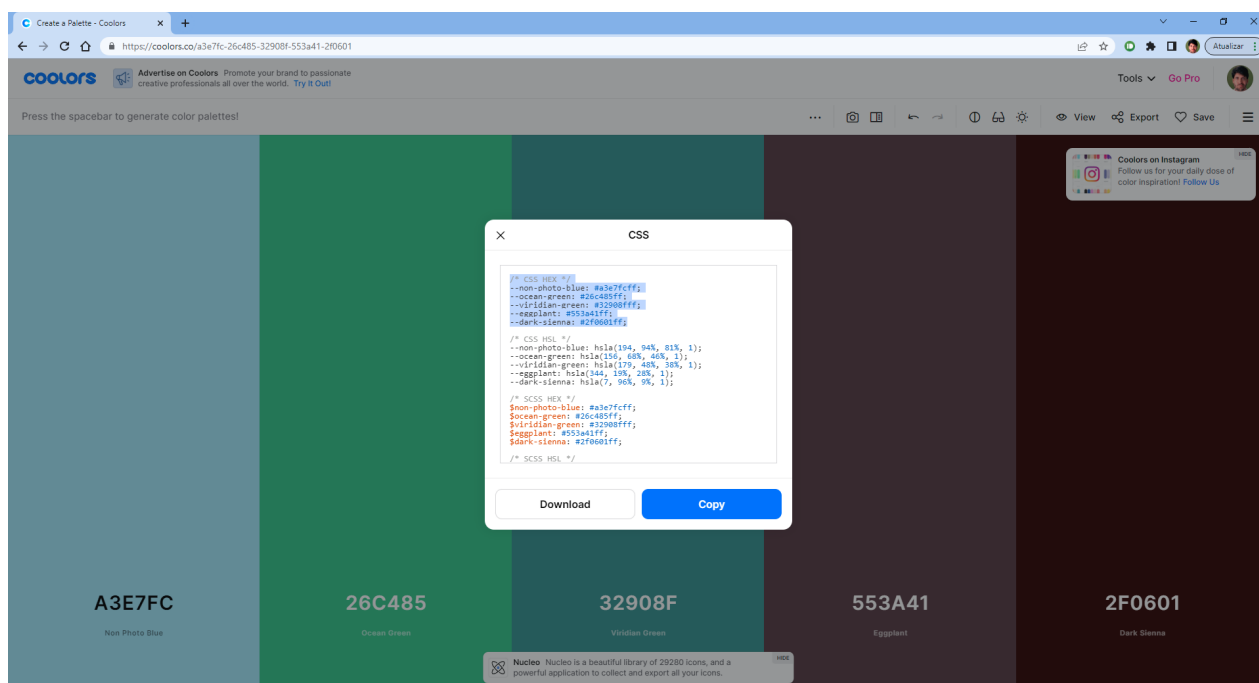 Create a Palette - Coolors
https://coolors.co/a3e7fc-26c485-32908f-553a41-2f0601
Atualizar
coolors
Advertise on Coolors Promote your brand to passionate
creative professionals all over the world. Try It Out!
Tools
Go Pro
Press the spacebar to generate color palettes!
View
Export
Save
Coolors on Instagram
HIDE
Follow us for your daily dose of
color inspiration! Follow Us
CSS
/* CSS HEX */
--non-photo-blue: #a3e7fcff;
--ocean-green: #26c485ff;
--viridian-green: #32908fff;
--eggplant: #553a41ff;
--dark-sienna: #2f0601ff;
/* CSS HSL */
--non-photo-blue: hsla(194, 94%, 81%, 1);
--ocean-green: hsla(156, 68%, 46%, 1);
--viridian-green: hsla(179, 48%, 38%, 1);
--eggplant: hsla(344, 19%, 28%, 1);
--dark-sienna: hsla(7, 96%, 9%, 1);
/* SCSS HEX */
$non-photo-blue: #a3e7fcff;
$ocean-green: #26c485ff;
$viridian-green: #32908fff;
$eggplant: #553a41ff;
$dark-sienna: #2f0601ff;
/* SCSS HSL */
Download
Copy
A3E7FC
26C485
32908F
553A41
2F0601
Non Photo Blue
Ocean Green
Viridian Green
Eggplant
Dark Sienna
Nucleo Nucleo is a beautiful library of 29280 icons, and a
powerful application to collect and export all your icons.
HIDE